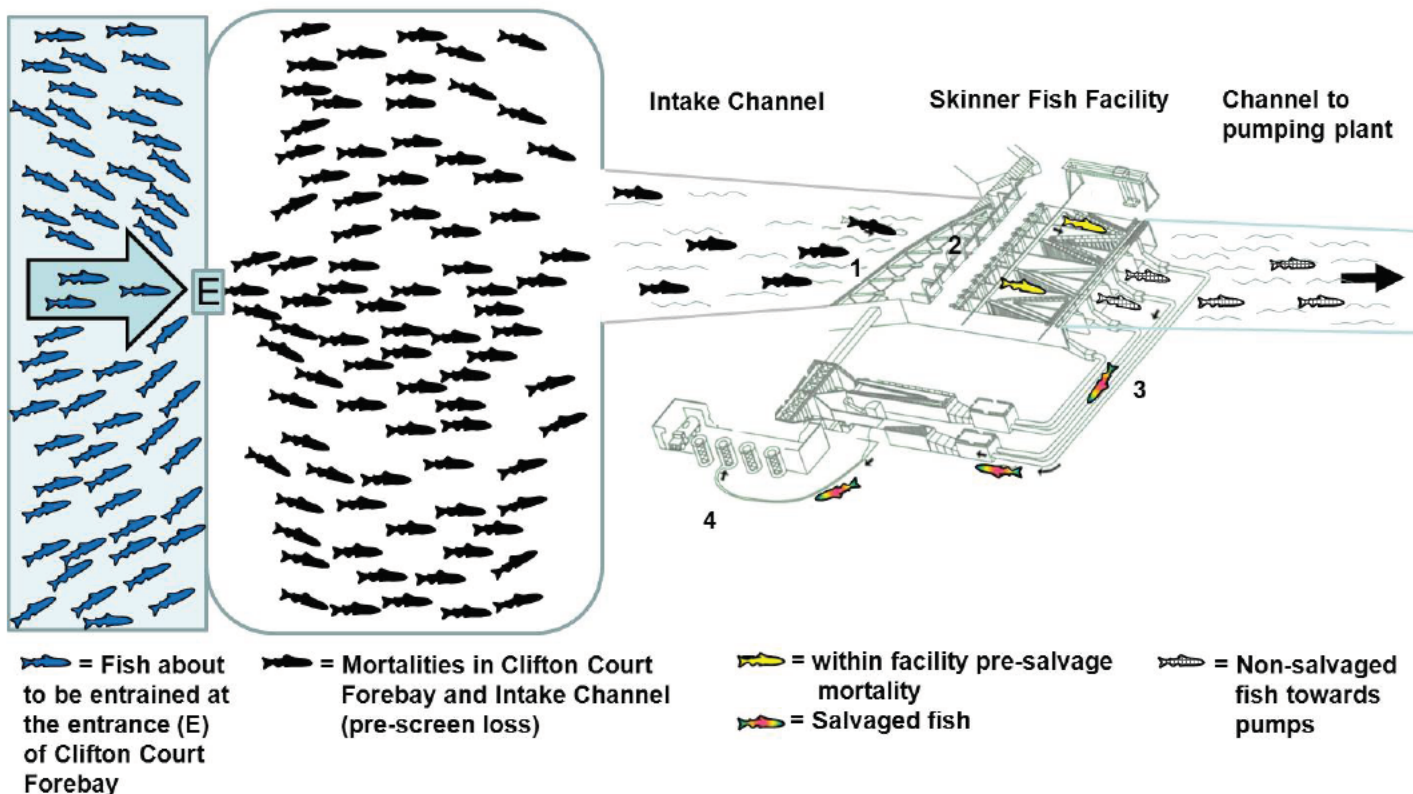 Intake Channel
Skinner Fish Facility
Channel to
pumping plant
E
1
2
3
4
= Fish about
to be entrained at
the entrance (E)
of Clifton Court
Forebay
= Mortalities in Clifton Court
Forebay and Intake Channel
(pre-screen loss)
= within facility pre-salvage
mortality
= Salvaged fish
= Non-salvaged
fish towards
pumps